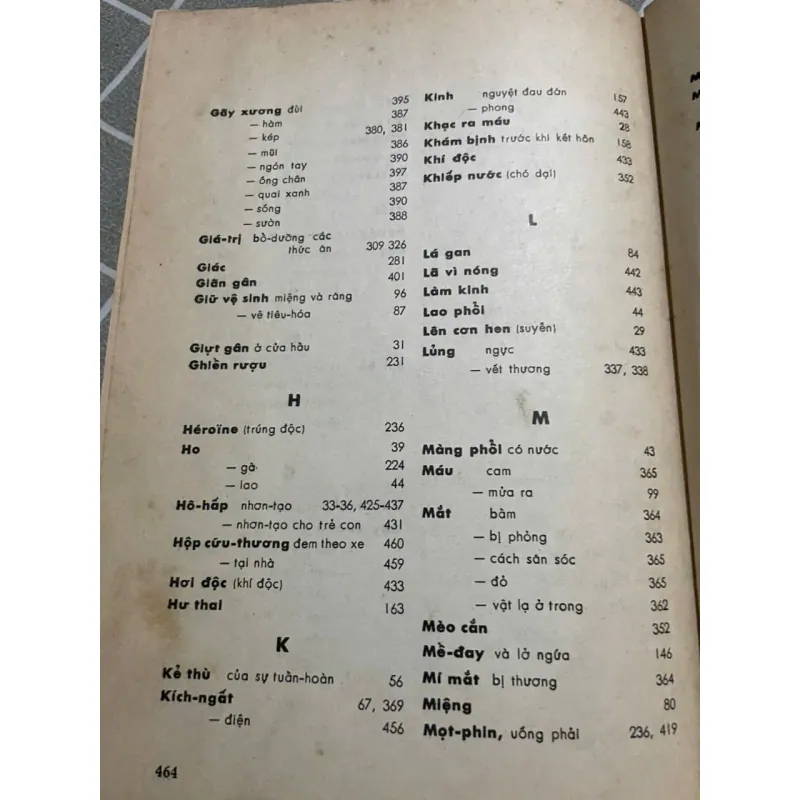 Gãy xương đùi 395
— hàm 387
— kép 380, 381
— mũi 386
— ngón tay 390
— ống chân 397
— quai xanh 387
— sống 390
— sườn 388
Giá-trị bồ-dưỡng các
thức ăn 309 326
Giác 281
Giãn gân 401
Giữ vệ sinh miệng và răng 96
— vê tiêu-hóa 87
Giựt gân ở cửa hầu 31
Ghiền rượu 231
H
Héroïne (trúng độc) 236
Ho 39
— gà 224
— lao 44
Hô-hấp nhơn-tạo 33-36, 425-437
— nhơn-tạo cho trẻ con 431
Hộp cứu-thương đem theo xe 460
— tại nhà 459
Hơi độc (khí độc) 433
Hư thai 163
K
Kẻ thù của sự tuần-hoàn 56
Kích-ngất 67, 369
— điện 456
464
Kinh nguyệt đau đớn 157
— phong 443
Khạc ra máu 28
Khám bịnh trước khi kết hôn 158
Khí độc 433
Khiếp nước (chó dại) 352
L
Lá gan 84
Lã vì nóng 442
Làm kinh 443
Lao phổi 44
Lên cơn hen (suyễn) 29
Lủng ngực 433
— vết thương 337, 338
M
Màng phổi có nước 43
Máu cam 365
— mửa ra 99
Mắt bầm 364
— bị phỏng 363
— cách săn sóc 365
— đỏ 365
— vật lạ ở trong 362
Mèo cắn 352
Mề-đay và lở ngứa 146
Mí mắt bị thương 364
Miệng 80
Mọt-phin, uống phải 236, 419